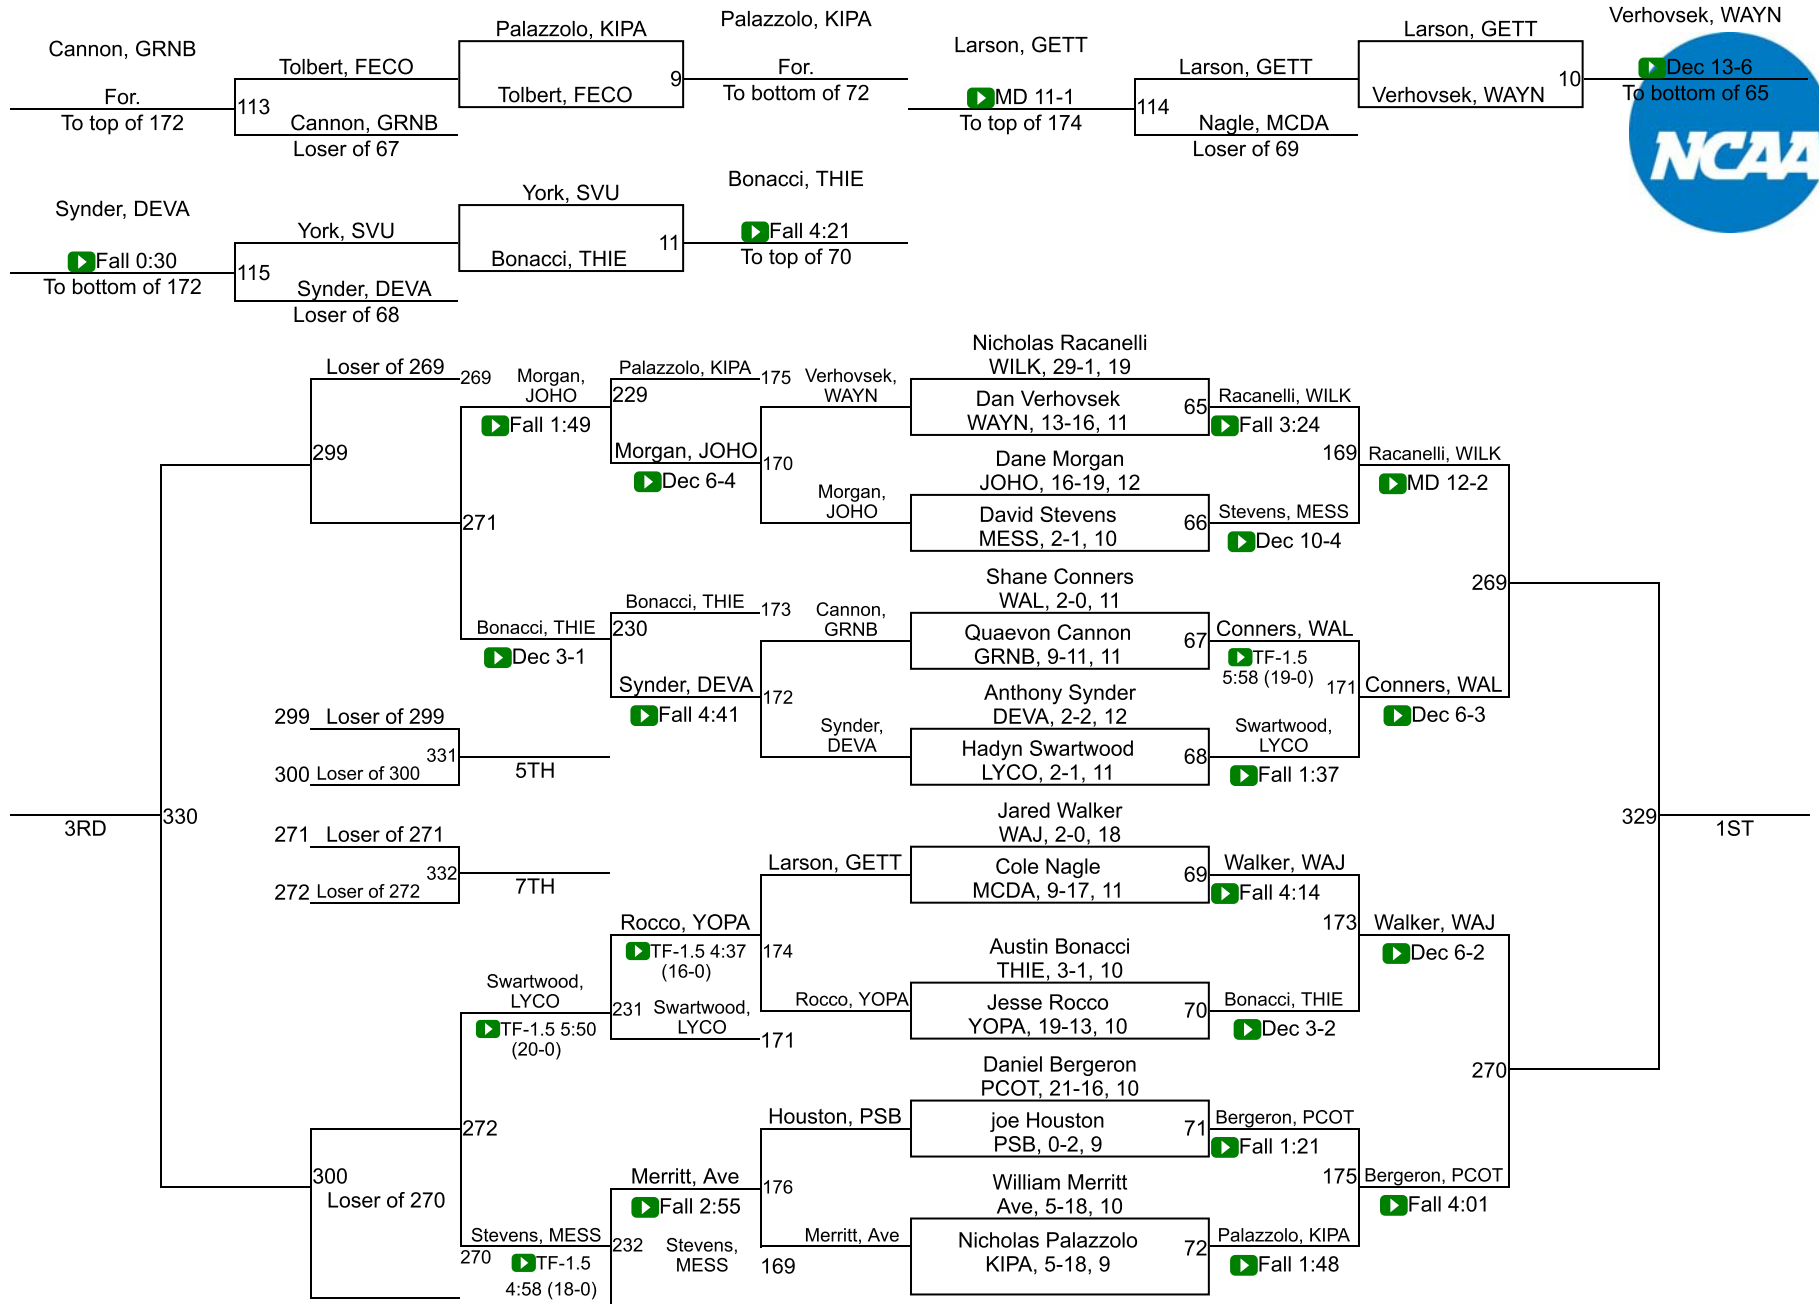 Cannon, GRNB
For.
To top of 172
113
Tolbert, FECO
Cannon, GRNB
Loser of 67
Palazzolo, KIPA
Tolbert, FECO
9
Palazzolo, KIPA
For.
To bottom of 72
Larson, GETT
MD 11-1
To top of 174
114
Larson, GETT
Nagle, MCDA
Loser of 69
Larson, GETT
Verhovsek, WAYN
10
Verhovsek, WAYN
Dec 13-6
To bottom of 65
NCAA
Synder, DEVA
Fall 0:30
To bottom of 172
115
York, SVU
Synder, DEVA
Loser of 68
York, SVU
Bonacci, THIE
11
Bonacci, THIE
Fall 4:21
To top of 70
Loser of 269
269
299
Morgan,
JOHO
Fall 1:49
271
Palazzolo, KIPA
175
229
Morgan, JOHO
Dec 6-4
170
Verhovsek,
WAYN
Morgan,
JOHO
Nicholas Racanelli
WILK, 29-1, 19
Dan Verhovsek
WAYN, 13-16, 11
65
Racanelli, WILK
Fall 3:24
Dane Morgan
JOHO, 16-19, 12
David Stevens
MESS, 2-1, 10
66
Stevens, MESS
Dec 10-4
169
Racanelli, WILK
MD 12-2
269
Bonacci, THIE
Dec 3-1
Bonacci, THIE
173
230
Synder, DEVA
Fall 4:41
172
Cannon,
GRNB
Synder,
DEVA
Shane Conners
WAL, 2-0, 11
Quaevon Cannon
GRNB, 9-11, 11
67
Conners, WAL
TF-1.5
5:58 (19-0)
Anthony Synder
DEVA, 2-2, 12
Hadyn Swartwood
LYCO, 2-1, 11
68
Swartwood,
LYCO
Fall 1:37
171
Conners, WAL
Dec 6-3
299
Loser of 299
300
Loser of 300
331
5TH
3RD
330
271
Loser of 271
272
Loser of 272
332
7TH
329
1ST
Larson, GETT
Rocco, YOPA
TF-1.5 4:37
(16-0)
174
Rocco, YOPA
Swartwood,
LYCO
TF-1.5 5:50
(20-0)
231
Swartwood,
LYCO
171
Jared Walker
WAJ, 2-0, 18
Cole Nagle
MCDA, 9-17, 11
69
Walker, WAJ
Fall 4:14
Austin Bonacci
THIE, 3-1, 10
Jesse Rocco
YOPA, 19-13, 10
70
Bonacci, THIE
Dec 3-2
173
Walker, WAJ
Dec 6-2
270
272
300
Loser of 270
270
Stevens, MESS
TF-1.5
4:58 (18-0)
Merritt, Ave
Fall 2:55
232
Stevens,
MESS
169
176
Houston, PSB
Merritt, Ave
Daniel Bergeron
PCOT, 21-16, 10
joe Houston
PSB, 0-2, 9
71
Bergeron, PCOT
Fall 1:21
William Merritt
Ave, 5-18, 10
Nicholas Palazzolo
KIPA, 5-18, 9
72
Palazzolo, KIPA
Fall 1:48
175
Bergeron, PCOT
Fall 4:01